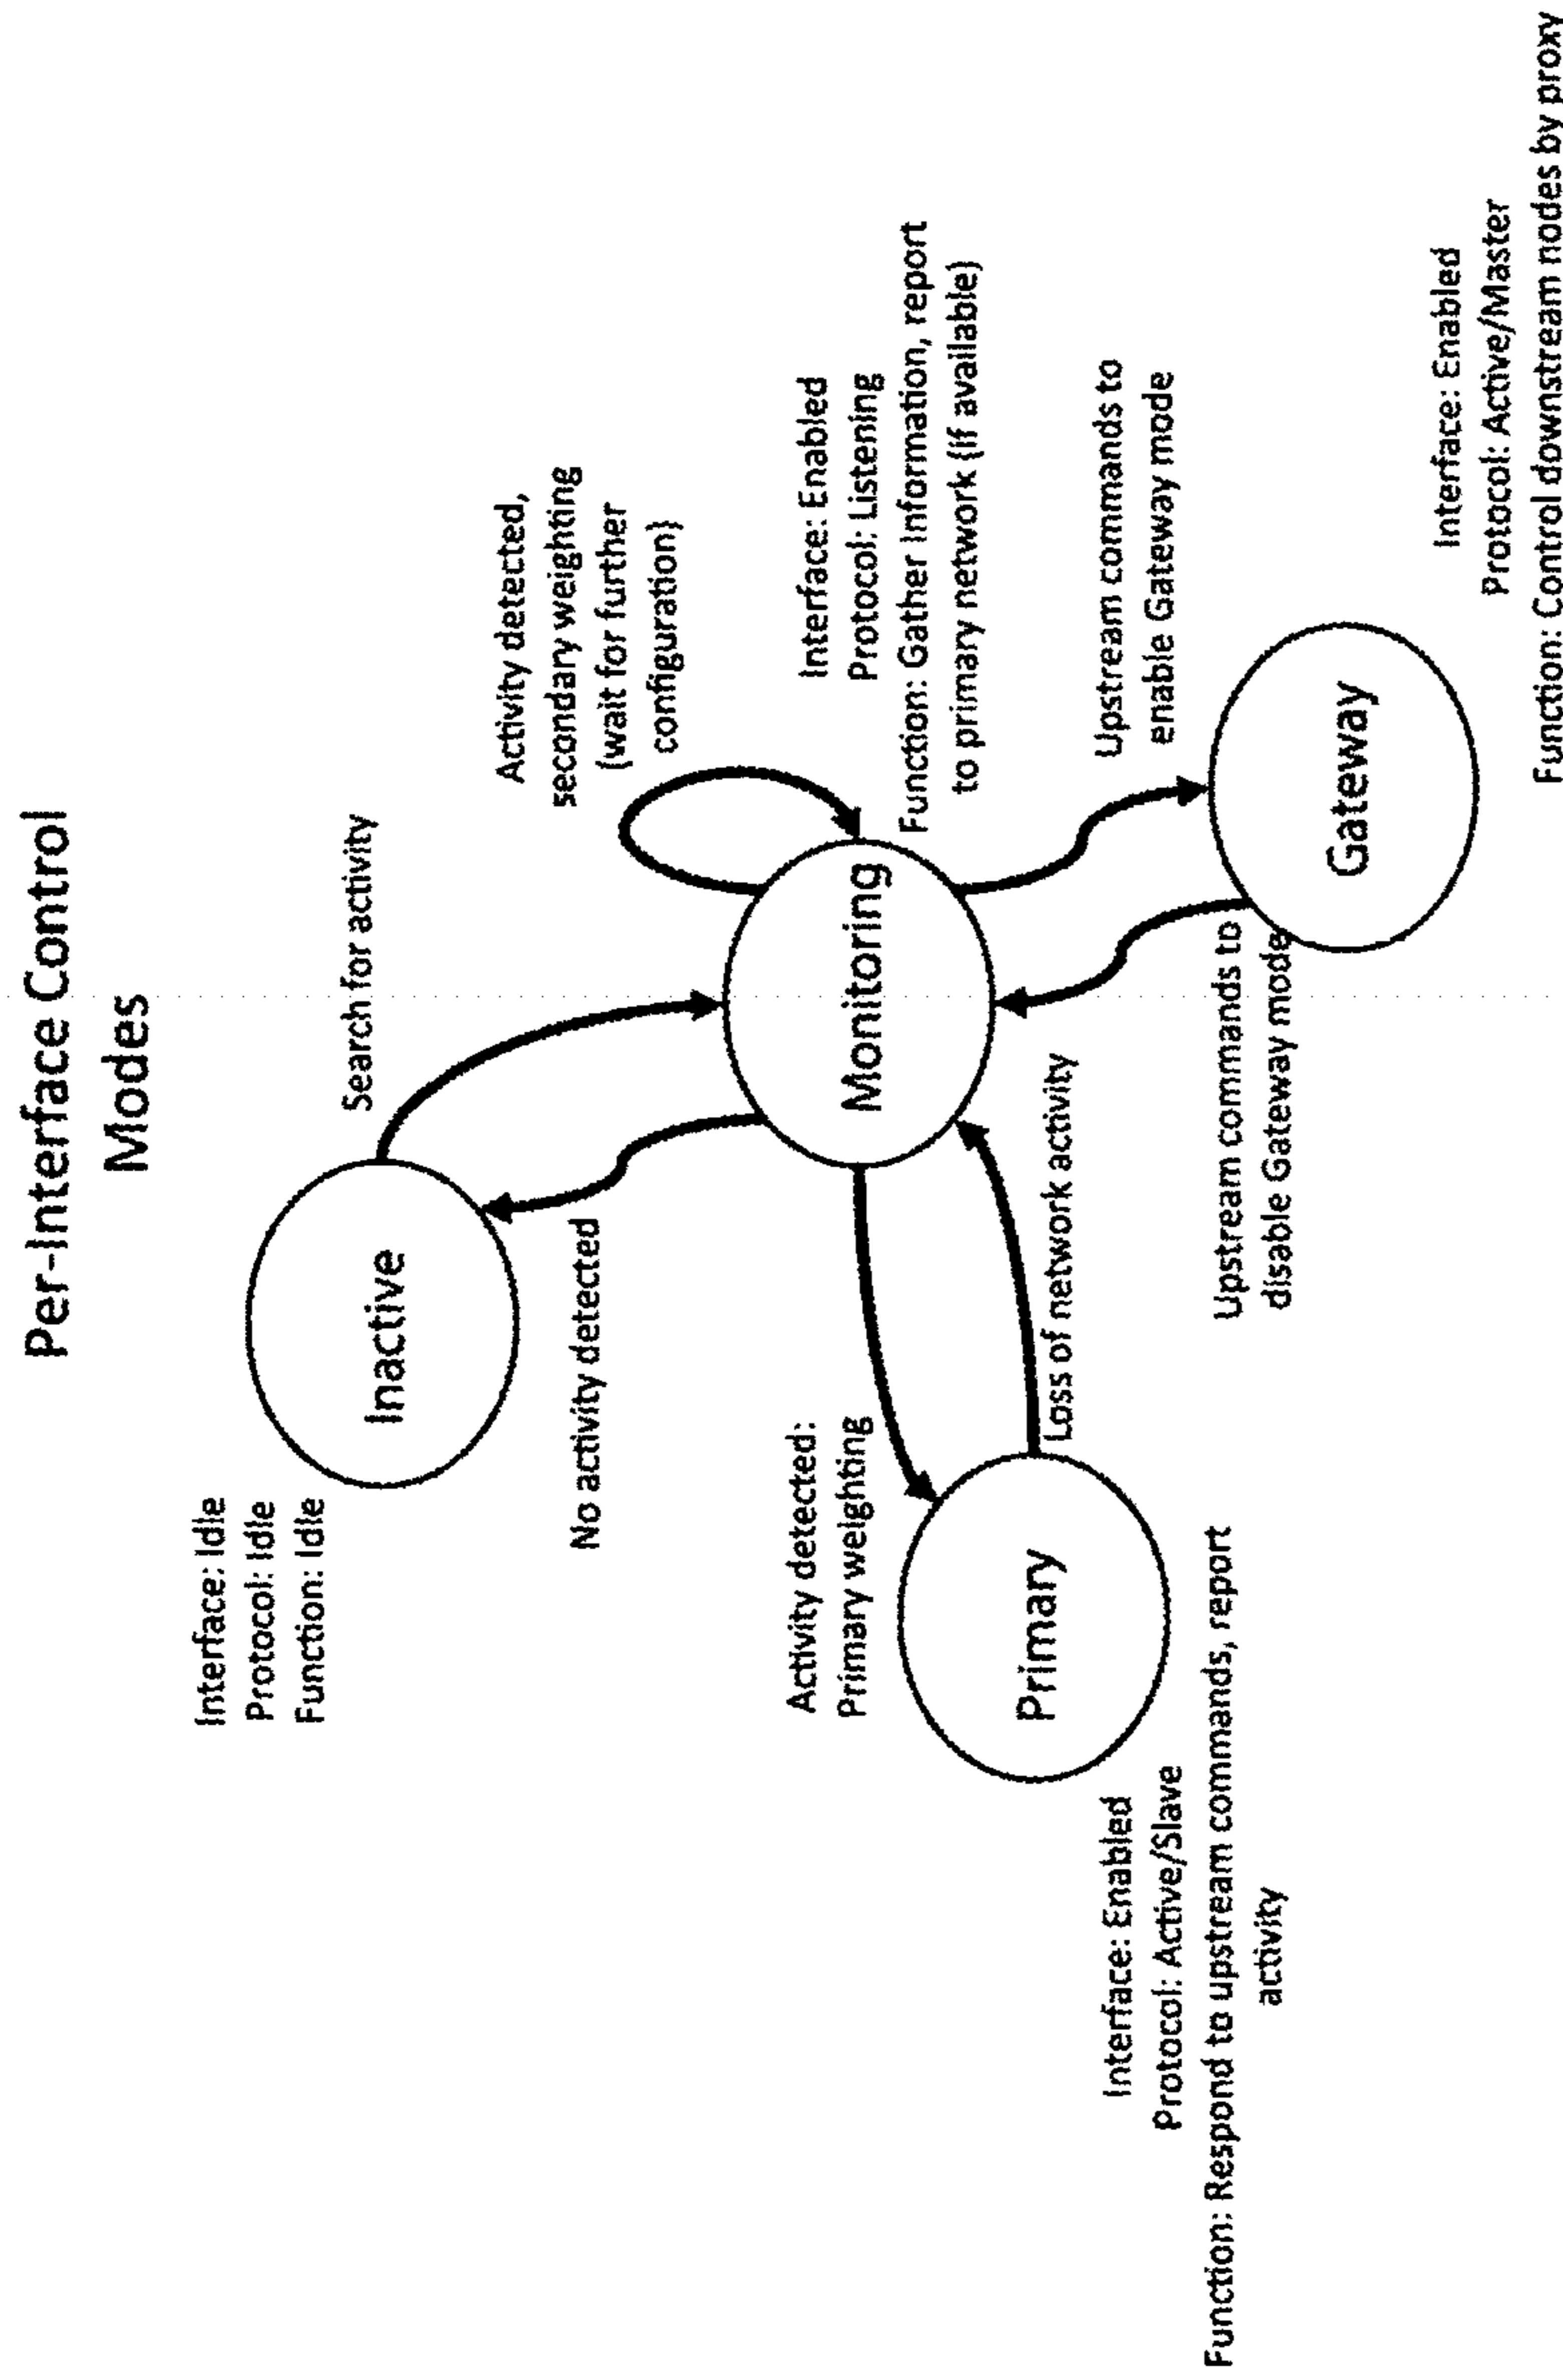 Per-Interface Control
Modes
Interface: Idle
Protocol: Idle
Function: Idle
Inactive
Search for activity
No activity detected
Activity detected,
secondary weighting
(wait for further
configuration)
Activity detected:
Primary weighting
Monitoring
Interface: Enabled
Protocol: Listening
Function: Gather Information, report
to primary network (if available)
Primary
Loss of network activity
Interface: Enabled
Protocol: Active/Slave
Function: Respond to upstream commands, report
activity
Upstream commands to
enable Gateway mode
Upstream commands to
disable Gateway mode
Gateway
Interface: Enabled
Protocol: Active/Master
Function: Control downstream nodes by proxy